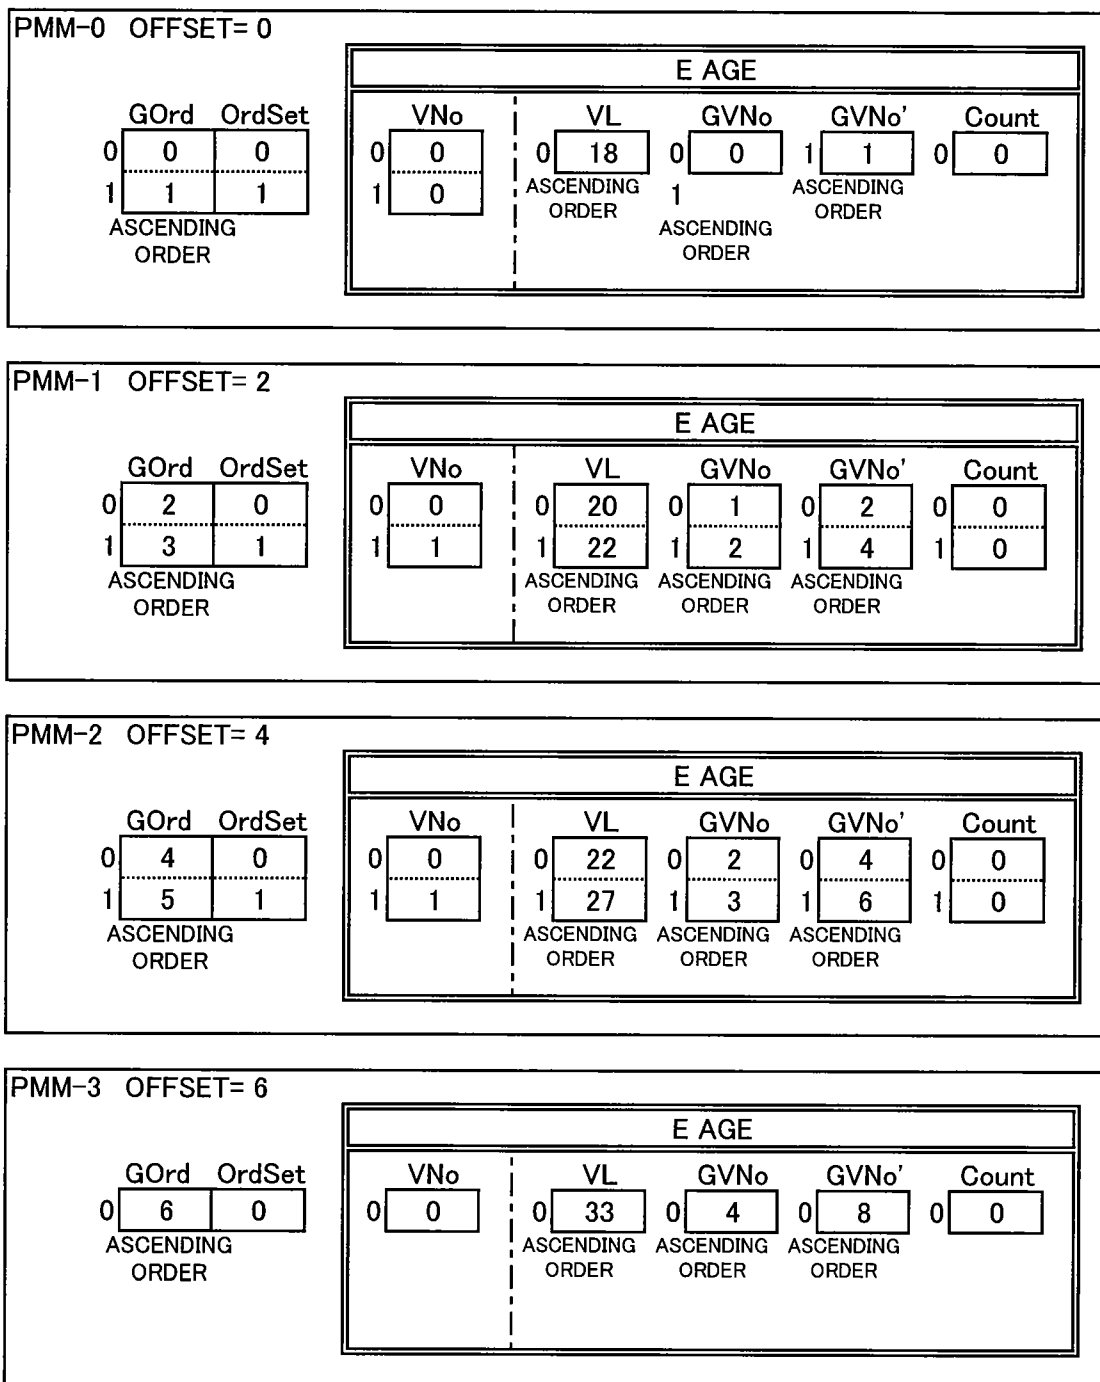 PMM-0 OFFSET= 0
E AGE
GOrd OrdSet VNo VL GVNo GVNo' Count
0 0 0 0 0 0 18 0 0 1 1 0 0
1 1 1 1 0 ASCENDING 1 ASCENDING
ASCENDING ORDER ASCENDING ORDER
ORDER ORDER
PMM-1 OFFSET= 2
E AGE
GOrd OrdSet VNo VL GVNo GVNo' Count
0 2 0 0 0 0 20 0 1 0 2 0 0
1 3 1 1 1 1 22 1 2 1 4 1 0
ASCENDING ASCENDING ASCENDING ASCENDING
ORDER ORDER ORDER ORDER
PMM-2 OFFSET= 4
E AGE
GOrd OrdSet VNo VL GVNo GVNo' Count
0 4 0 0 0 0 22 0 2 0 4 0 0
1 5 1 1 1 1 27 1 3 1 6 1 0
ASCENDING ASCENDING ASCENDING ASCENDING
ORDER ORDER ORDER ORDER
PMM-3 OFFSET= 6
E AGE
GOrd OrdSet VNo VL GVNo GVNo' Count
0 6 0 0 0 0 33 0 4 0 8 0 0
ASCENDING ASCENDING ASCENDING ASCENDING
ORDER ORDER ORDER ORDER